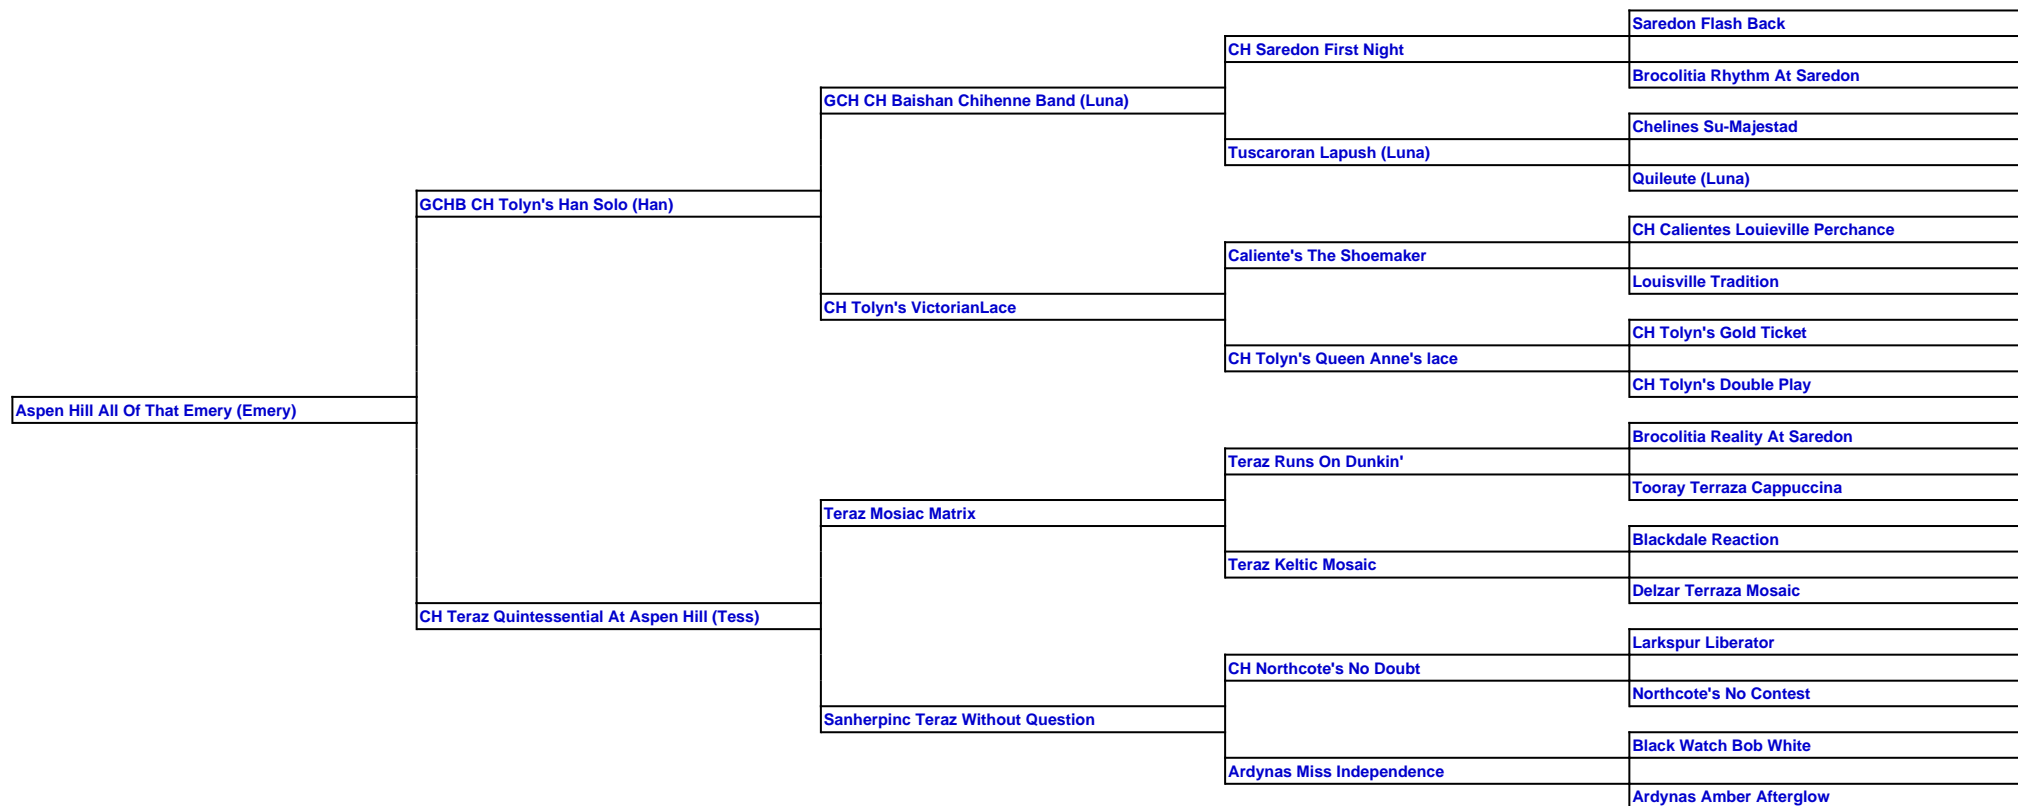 Saredon Flash Back
CH Saredon First Night
Brocolitia Rhythm At Saredon
GCH CH Baishan Chihenne Band (Luna)
Chelines Su-Majestad
Tuscaroran Lapush (Luna)
Quileute (Luna)
GCHB CH Tolyn's Han Solo (Han)
CH Calientes Louieville Perchance
Caliente's The Shoemaker
Louisville Tradition
CH Tolyn's VictorianLace
CH Tolyn's Gold Ticket
CH Tolyn's Queen Anne's lace
CH Tolyn's Double Play
Aspen Hill All Of That Emery (Emery)
Brocolitia Reality At Saredon
Teraz Runs On Dunkin'
Tooray Terraza Cappuccina
Teraz Mosiac Matrix
Blackdale Reaction
Teraz Keltic Mosaic
Delzar Terraza Mosaic
CH Teraz Quintessential At Aspen Hill (Tess)
Larkspur Liberator
CH Northcote's No Doubt
Northcote's No Contest
Sanherpinc Teraz Without Question
Black Watch Bob White
Ardynas Miss Independence
Ardynas Amber Afterglow